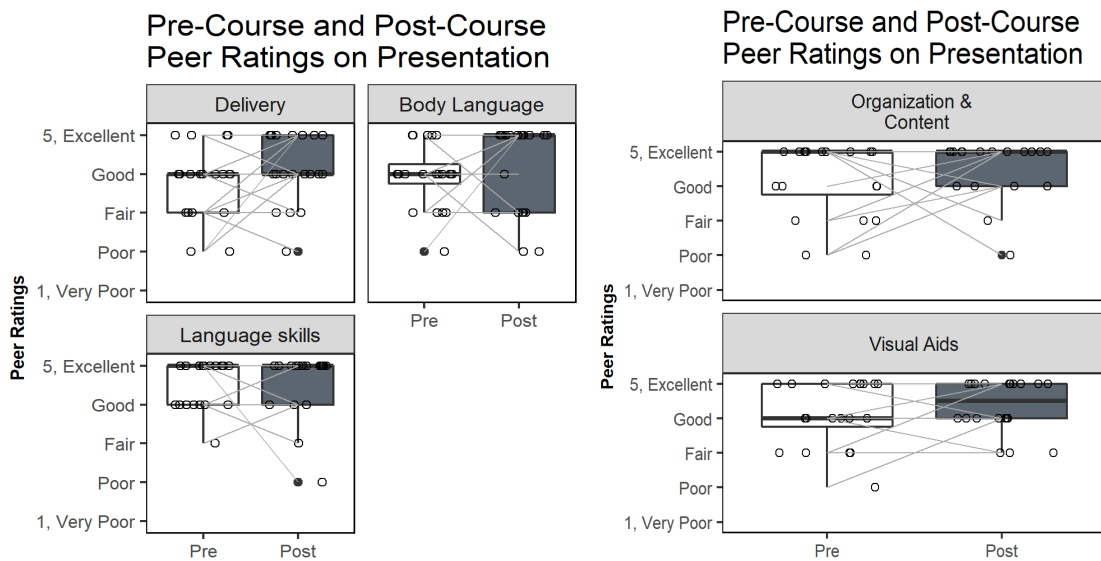 Pre-Course and Post-Course
Peer Ratings on Presentation
Delivery
Body Language
5, Excellent
Good
Fair
Poor
1, Very Poor
Pre
Post
Language skills
5, Excellent
Good
Fair
Poor
1, Very Poor
Pre
Post
Peer Ratings
Pre-Course and Post-Course
Peer Ratings on Presentation
Organization &
Content
5, Excellent
Good
Fair
Poor
1, Very Poor
Visual Aids
5, Excellent
Good
Fair
Poor
1, Very Poor
Pre
Post
Peer Ratings